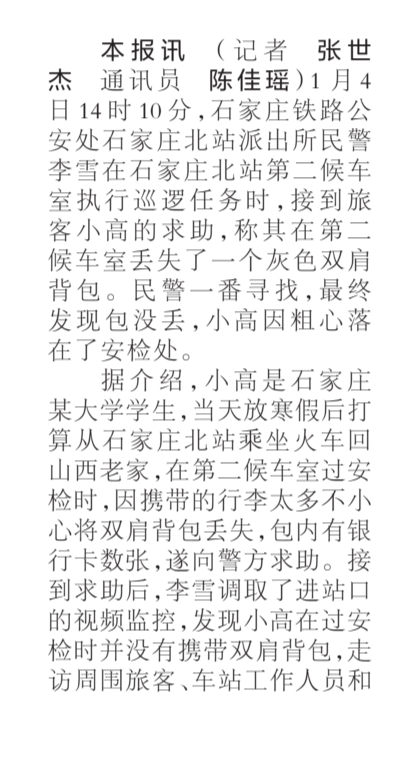 本报讯 （记者 张世
杰 通讯员 陈佳瑶）1月4
日14时10分，石家庄铁路公
安处石家庄北站派出所民警
李雪在石家庄北站第二候车
室执行巡逻任务时，接到旅
客小高的求助，称其在第二
候车室丢失了一个灰色双肩
背包。民警一番寻找，最终
发现包没丢，小高因粗心落
在了安检处。
据介绍，小高是石家庄
某大学学生，当天放寒假后打
算从石家庄北站乘坐火车回
山西老家，在第二候车室过安
检时，因携带的行李太多不小
心将双肩背包丢失，包内有银
行卡数张，遂向警方求助。接
到求助后，李雪调取了进站口
的视频监控，发现小高在过安
检时并没有携带双肩背包，走
访周围旅客、车站工作人员和